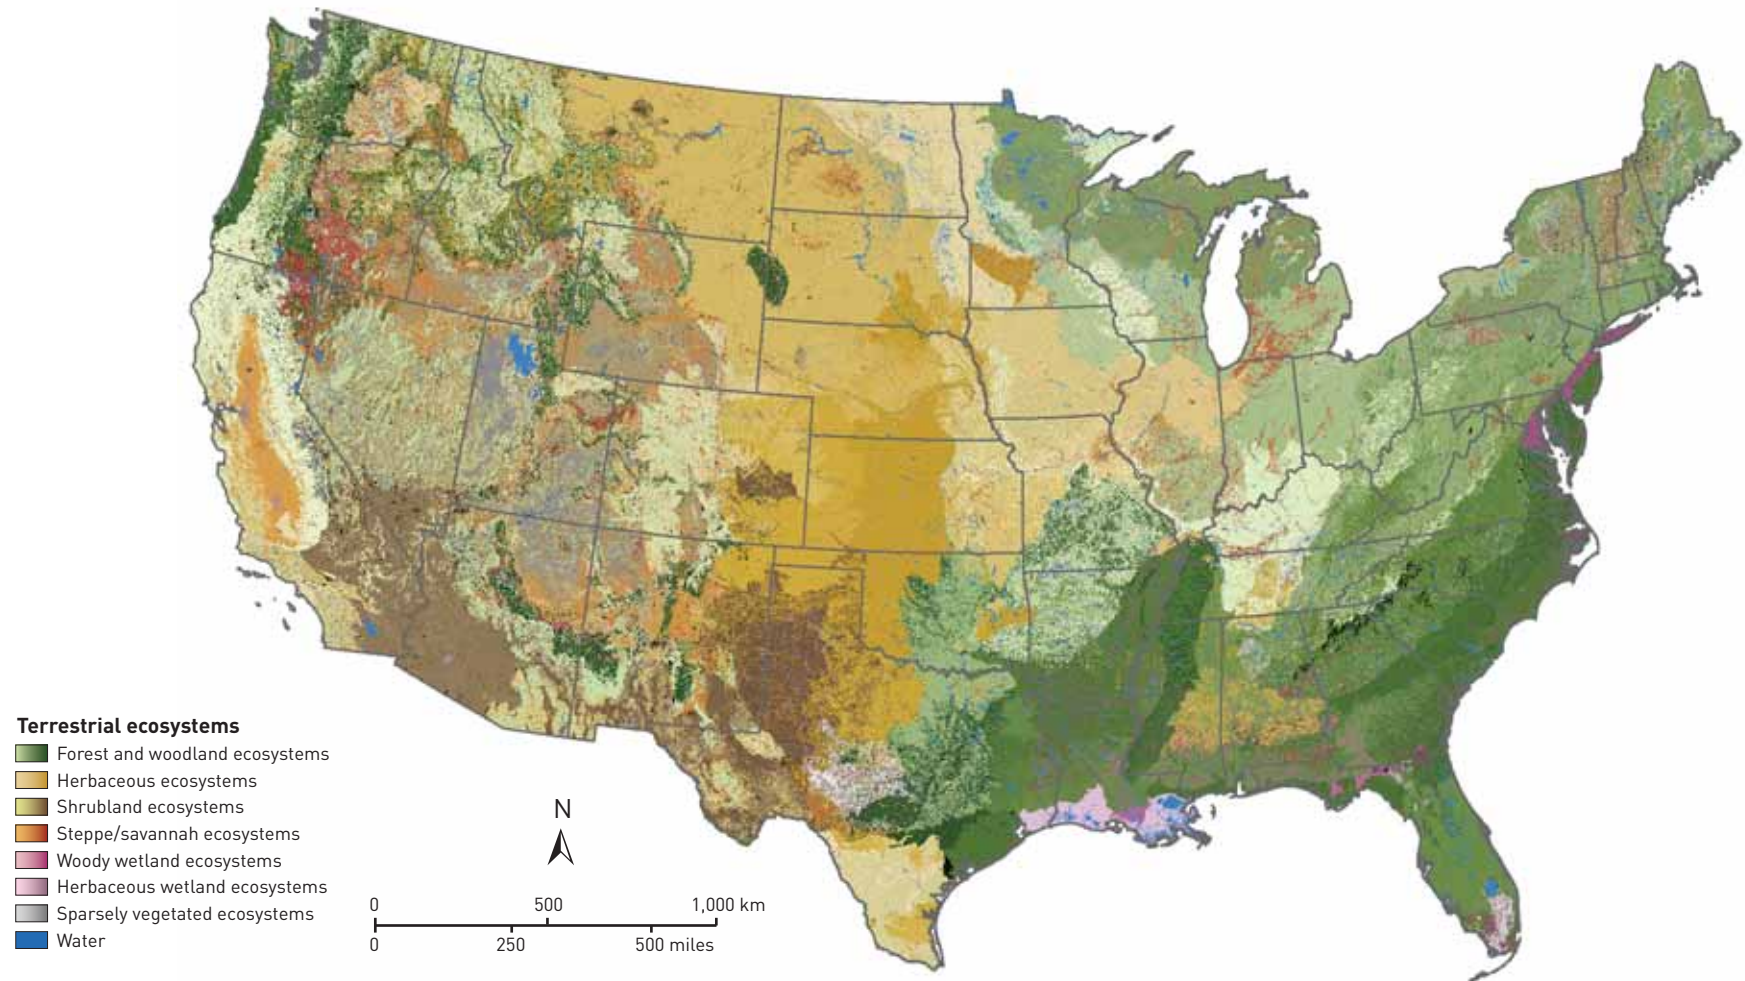 Terrestrial ecosystems
Forest and woodland ecosystems
Herbaceous ecosystems
Shrubland ecosystems
Steppe/savannah ecosystems
Woody wetland ecosystems
Herbaceous wetland ecosystems
Sparsely vegetated ecosystems
Water
N
0 500 1,000 km
0 250 500 miles